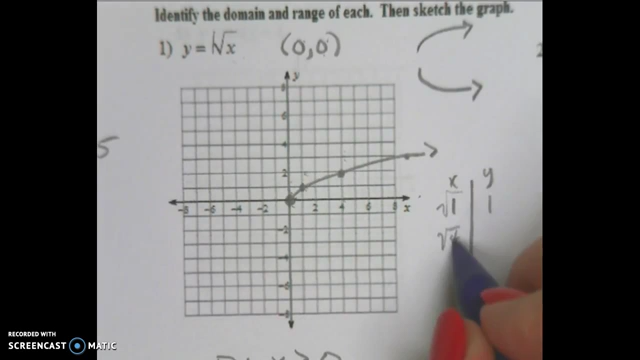 Identify the domain and range of each. Then sketch the graph.
1) y = √x (0,0)
y
8
6
4
2
-8 -6 -4 -2 2 4 6 8 x
-2
-4
-6
-8
5
x y
√1 1
√4
RECORDED WITH
SCREENCAST MATIC